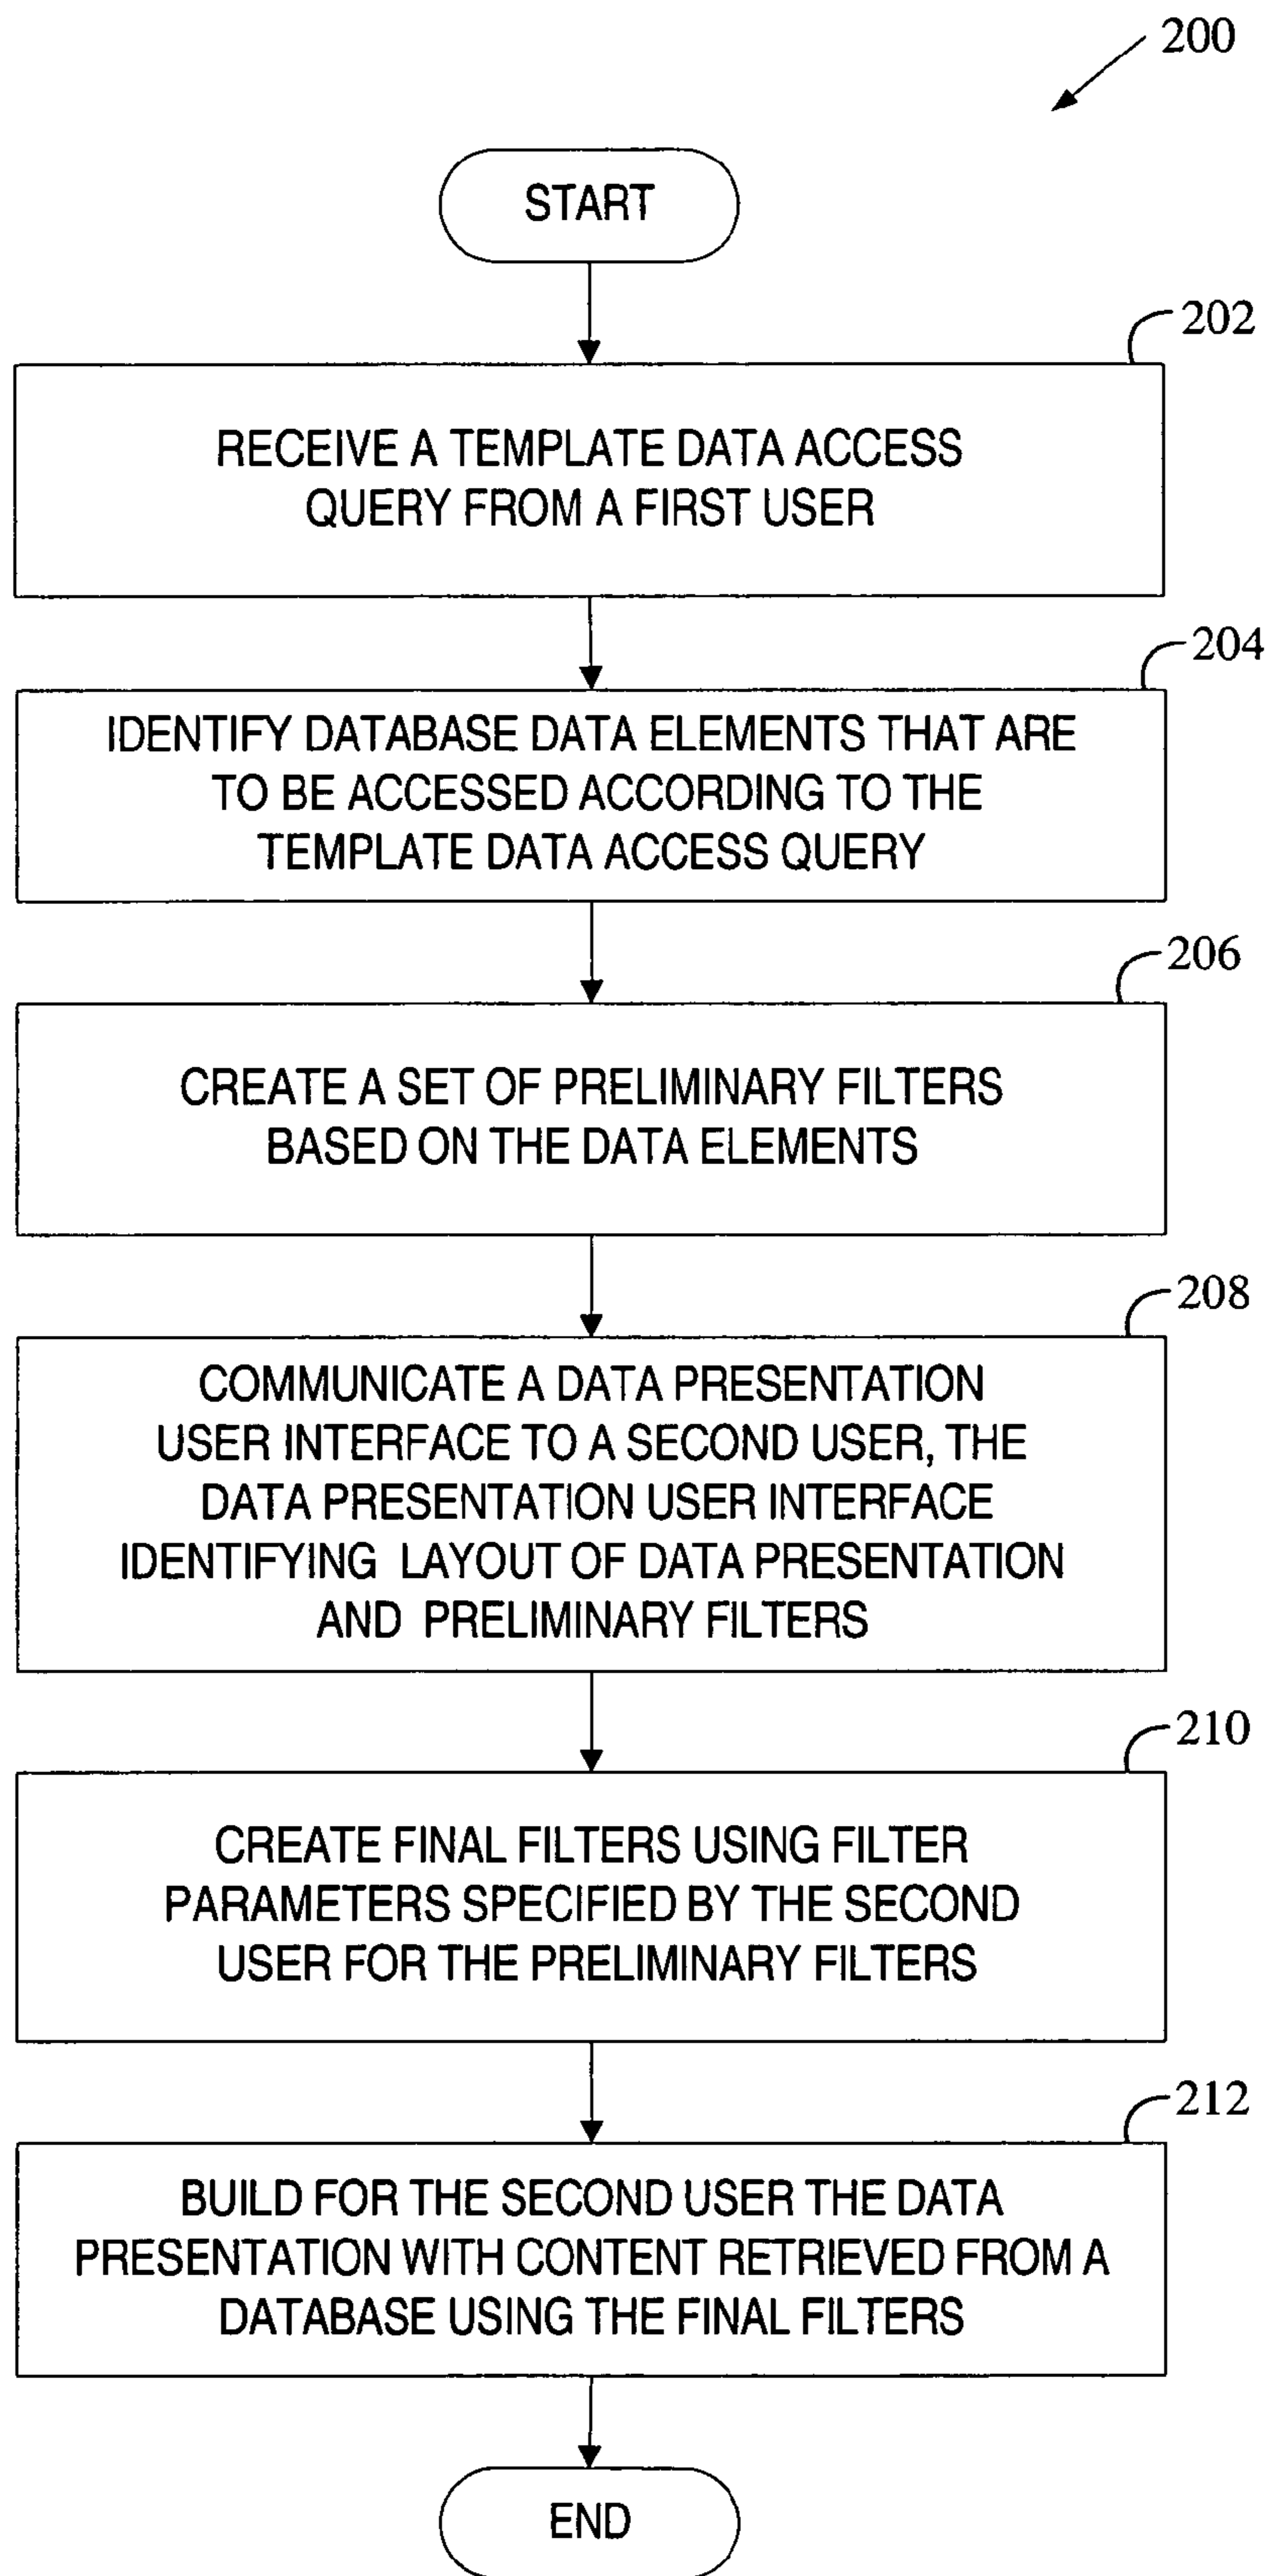 200
START
202
RECEIVE A TEMPLATE DATA ACCESS
QUERY FROM A FIRST USER
204
IDENTIFY DATABASE DATA ELEMENTS THAT ARE
TO BE ACCESSED ACCORDING TO THE
TEMPLATE DATA ACCESS QUERY
206
CREATE A SET OF PRELIMINARY FILTERS
BASED ON THE DATA ELEMENTS
208
COMMUNICATE A DATA PRESENTATION
USER INTERFACE TO A SECOND USER, THE
DATA PRESENTATION USER INTERFACE
IDENTIFYING LAYOUT OF DATA PRESENTATION
AND PRELIMINARY FILTERS
210
CREATE FINAL FILTERS USING FILTER
PARAMETERS SPECIFIED BY THE SECOND
USER FOR THE PRELIMINARY FILTERS
212
BUILD FOR THE SECOND USER THE DATA
PRESENTATION WITH CONTENT RETRIEVED FROM A
DATABASE USING THE FINAL FILTERS
END